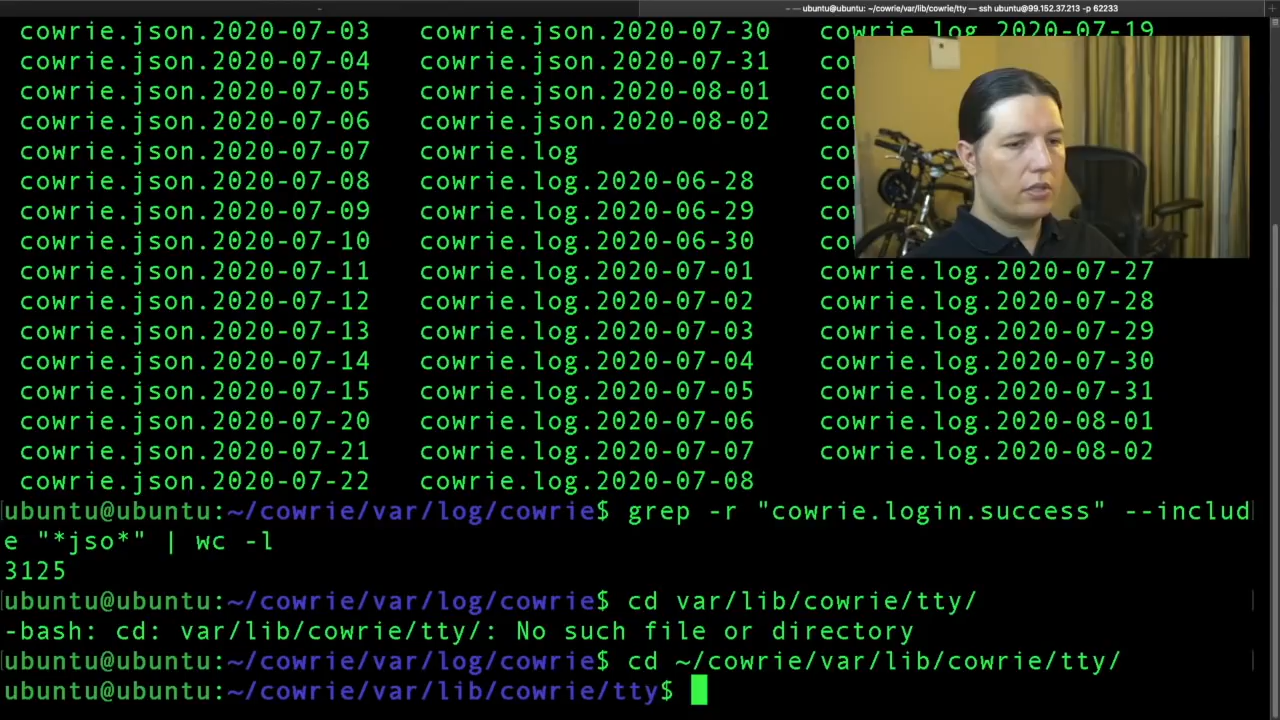 ~
ubuntu@ubuntu: ~/cowrie/var/lib/cowrie/tty — ssh ubuntu@99.152.37.213 -p 62233
cowrie.json.2020-07-03 cowrie.json.2020-07-30 cowrie.log.2020-07-19
cowrie.json.2020-07-04 cowrie.json.2020-07-31
cowrie.json.2020-07-05 cowrie.json.2020-08-01
cowrie.json.2020-07-06 cowrie.json.2020-08-02
cowrie.json.2020-07-07 cowrie.log
cowrie.json.2020-07-08 cowrie.log.2020-06-28
cowrie.json.2020-07-09 cowrie.log.2020-06-29
cowrie.json.2020-07-10 cowrie.log.2020-06-30
cowrie.json.2020-07-11 cowrie.log.2020-07-01 cowrie.log.2020-07-27
cowrie.json.2020-07-12 cowrie.log.2020-07-02 cowrie.log.2020-07-28
cowrie.json.2020-07-13 cowrie.log.2020-07-03 cowrie.log.2020-07-29
cowrie.json.2020-07-14 cowrie.log.2020-07-04 cowrie.log.2020-07-30
cowrie.json.2020-07-15 cowrie.log.2020-07-05 cowrie.log.2020-07-31
cowrie.json.2020-07-20 cowrie.log.2020-07-06 cowrie.log.2020-08-01
cowrie.json.2020-07-21 cowrie.log.2020-07-07 cowrie.log.2020-08-02
cowrie.json.2020-07-22 cowrie.log.2020-07-08
ubuntu@ubuntu:~/cowrie/var/log/cowrie$ grep -r "cowrie.login.success" --includ
e "*jso*" | wc -l
3125
ubuntu@ubuntu:~/cowrie/var/log/cowrie$ cd var/lib/cowrie/tty/
-bash: cd: var/lib/cowrie/tty/: No such file or directory
ubuntu@ubuntu:~/cowrie/var/log/cowrie$ cd ~/cowrie/var/lib/cowrie/tty/
ubuntu@ubuntu:~/cowrie/var/lib/cowrie/tty$